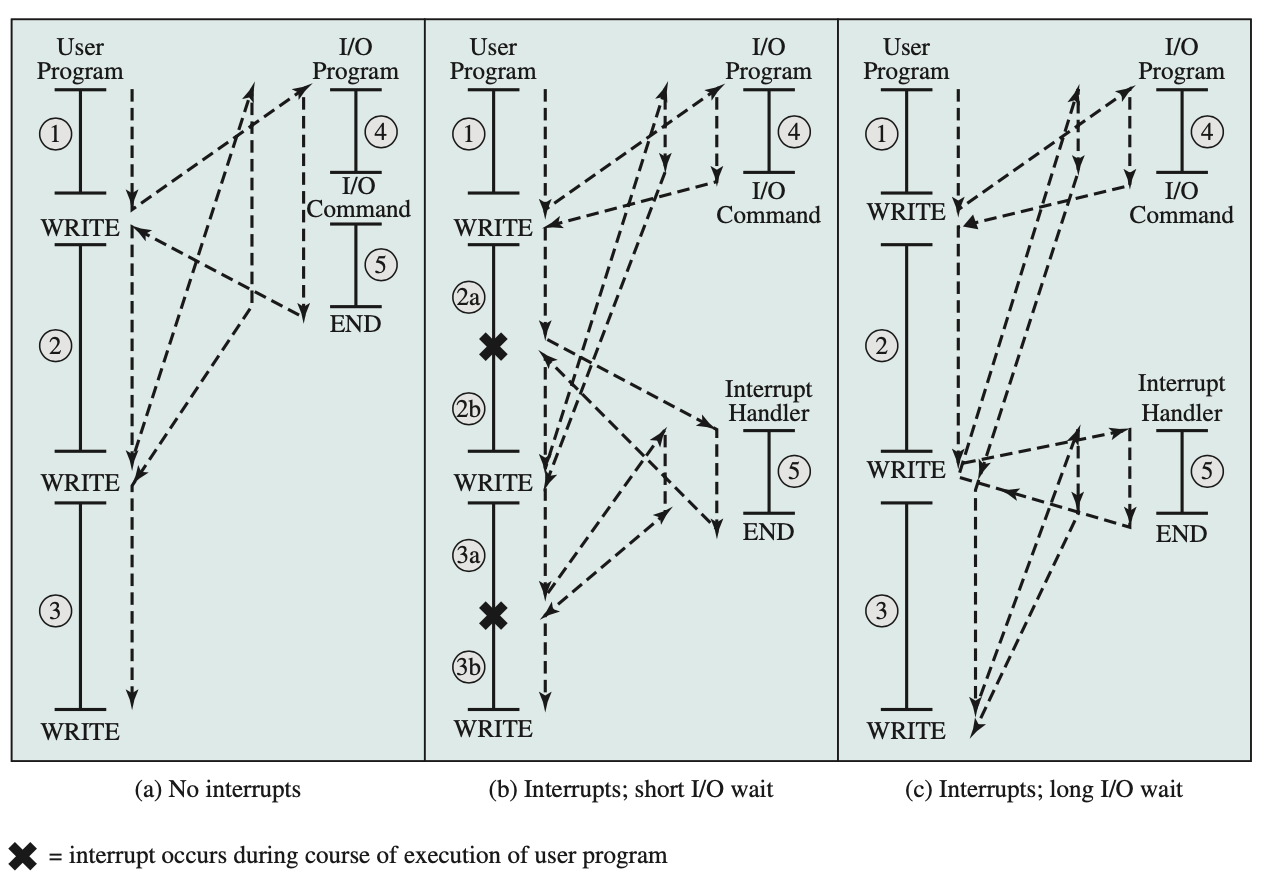 User
Program
I/O
Program
1
4
I/O
Command
WRITE
5
END
2
WRITE
3
WRITE
User
Program
I/O
Program
1
4
I/O
Command
WRITE
2a
2b
Interrupt
Handler
WRITE
5
END
3a
3b
WRITE
User
Program
I/O
Program
1
4
I/O
Command
WRITE
2
Interrupt
Handler
WRITE
5
END
3
WRITE
(a) No interrupts
(b) Interrupts; short I/O wait
(c) Interrupts; long I/O wait
= interrupt occurs during course of execution of user program